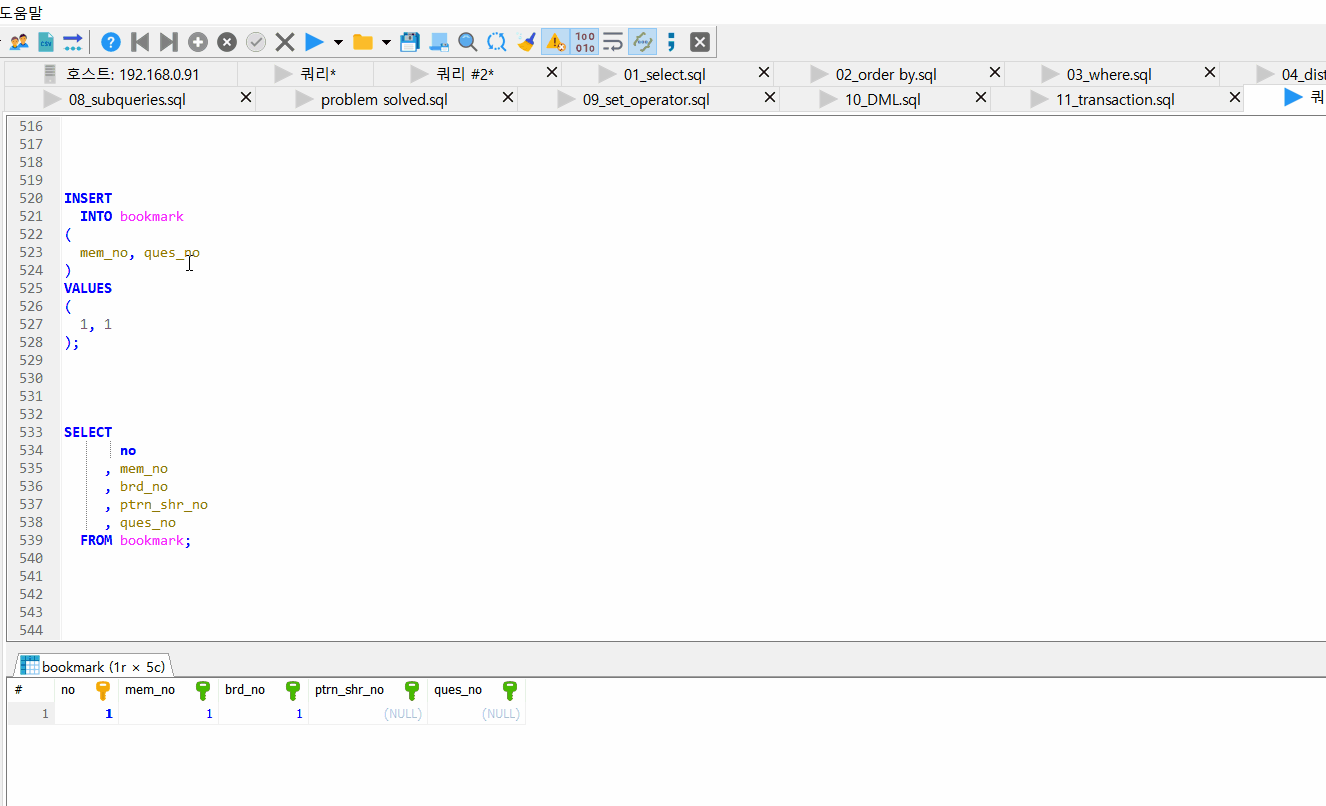 도움말
호스트: 192.168.0.91 쿼리* 쿼리 #2* 01_select.sql 02_order by.sql 03_where.sql 04_dist
08_subqueries.sql problem solved.sql 09_set_operator.sql 10_DML.sql 11_transaction.sql 쿼
516
517
518
519
520 INSERT
521 INTO bookmark
522 (
523 mem_no, ques_no
524 )
525 VALUES
526 (
527 1, 1
528 );
529
530
531
532
533 SELECT
534 no
535 , mem_no
536 , brd_no
537 , ptrn_shr_no
538 , ques_no
539 FROM bookmark;
540
541
542
543
544
bookmark (1r × 5c)
# no mem_no brd_no ptrn_shr_no ques_no
1 1 1 1 (NULL) (NULL)